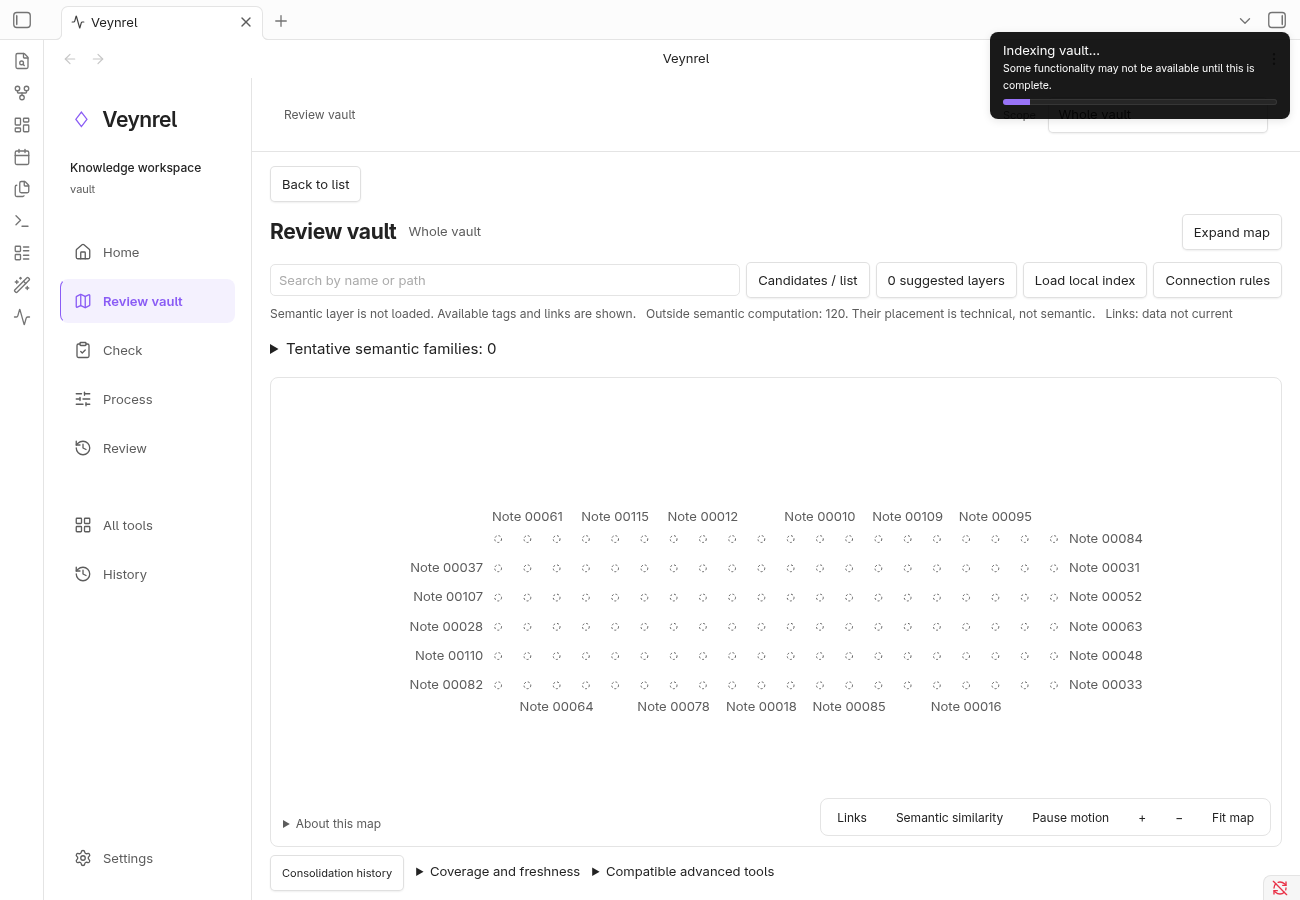 Veynrel
Veynrel
Indexing vault...
Some functionality may not be available until this is
complete.
Veynrel
Knowledge workspace
vault
Home
Review vault
Check
Process
Review
All tools
History
Settings
Review vault
Scope
Whole vault
Back to list
Review vault Whole vault
Expand map
Search by name or path
Candidates / list
0 suggested layers
Load local index
Connection rules
Semantic layer is not loaded. Available tags and links are shown. Outside semantic computation: 120. Their placement is technical, not semantic. Links: data not current
Tentative semantic families: 0
Note 00061 Note 00115 Note 00012 Note 00010 Note 00109 Note 00095
Note 00084
Note 00037 Note 00031
Note 00107 Note 00052
Note 00028 Note 00063
Note 00110 Note 00048
Note 00082 Note 00033
Note 00064 Note 00078 Note 00018 Note 00085 Note 00016
About this map
Links Semantic similarity Pause motion + − Fit map
Consolidation history
Coverage and freshness
Compatible advanced tools